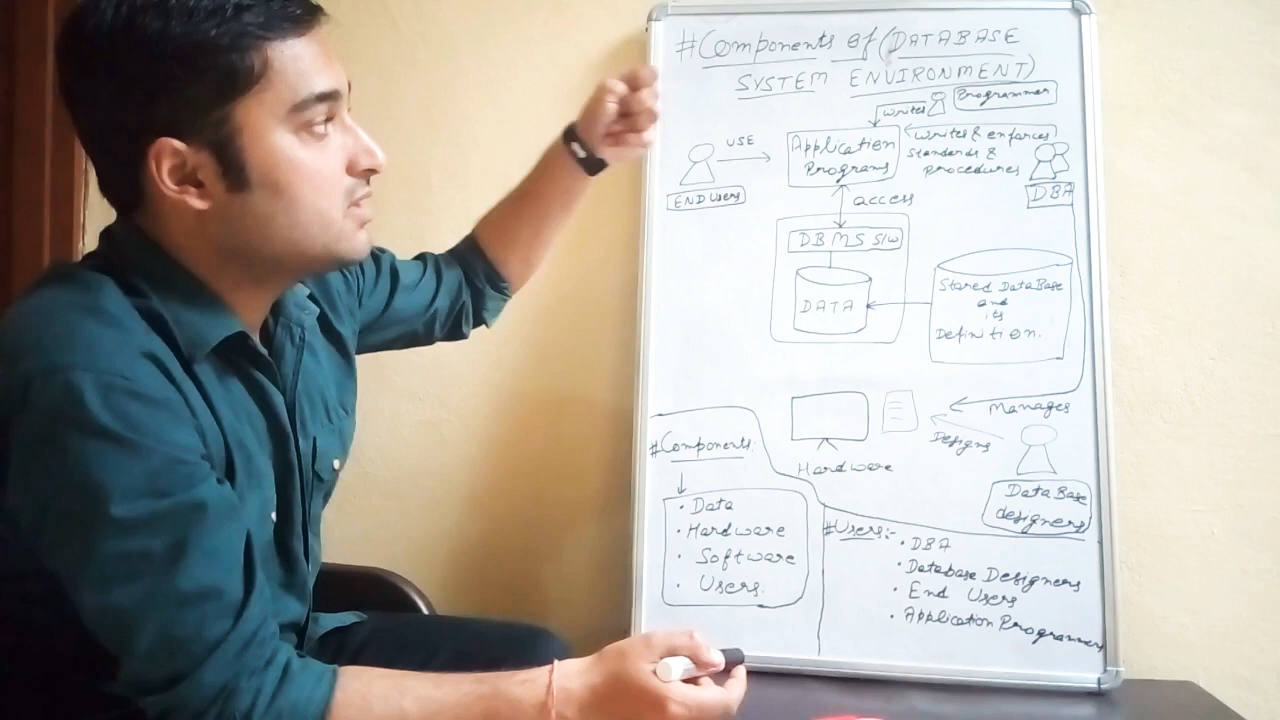 #Components of (DATABASE
SYSTEM ENVIRONMENT)
Programmer
writes
USE
Application
Programs
writes & enforces
standards &
procedures
END Users
DBA
access
DBMS S/W
DATA
Stored DataBase
and
its
Definition.
Manages
Designs
Hardware
DataBase
designers
#Components:
· Data
· Hardware
· Software
· Users.
#Users:-
· DBA
· Database Designers
· End Users
· Application Programmers